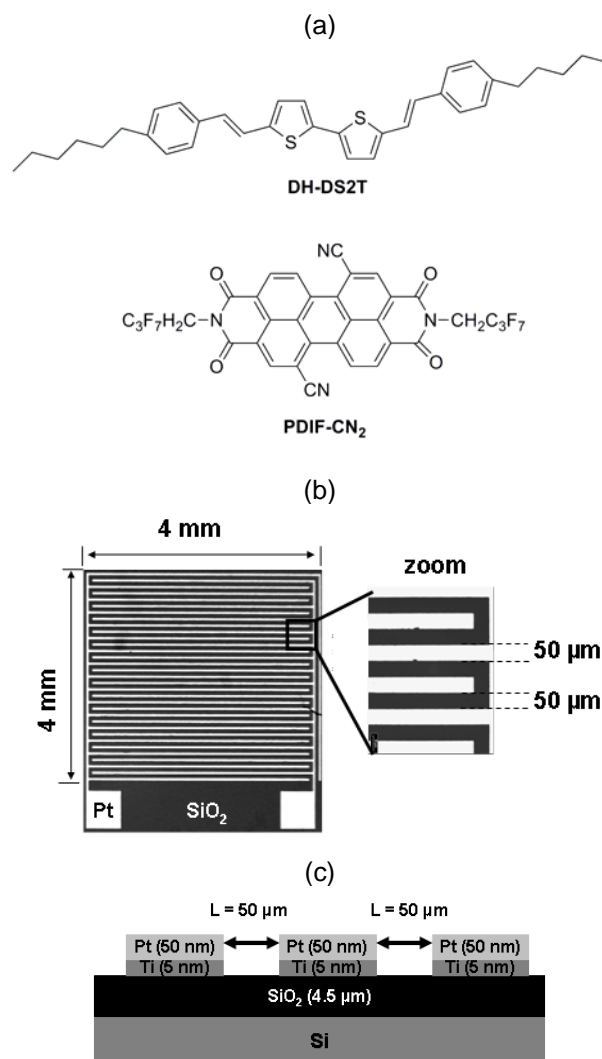 (a)
S
S
DH-DS2T
NC
O
O
C₃F₇H₂C
N
N
CH₂C₃F₇
O
O
CN
PDIF-CN₂
(b)
4 mm
zoom
4 mm
50 µm
50 µm
Pt
SiO₂
(c)
L = 50 µm
L = 50 µm
Pt (50 nm)
Pt (50 nm)
Pt (50 nm)
Ti (5 nm)
Ti (5 nm)
Ti (5 nm)
SiO₂ (4.5 µm)
Si